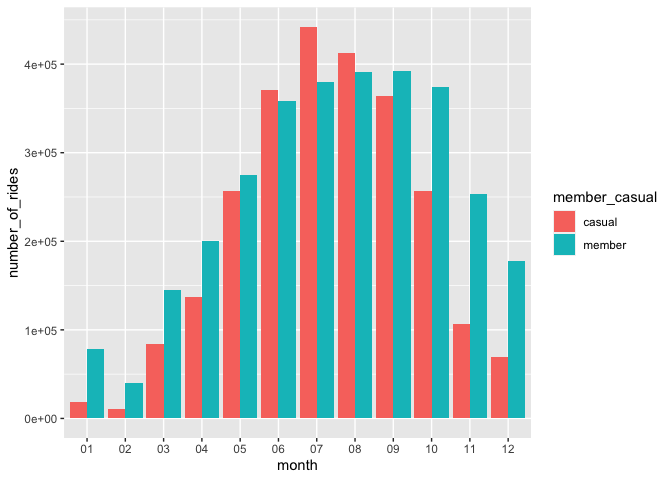 4e+05
3e+05
2e+05
1e+05
0e+00
number_of_rides
01 02 03 04 05 06 07 08 09 10 11 12
month
member_casual
casual
member